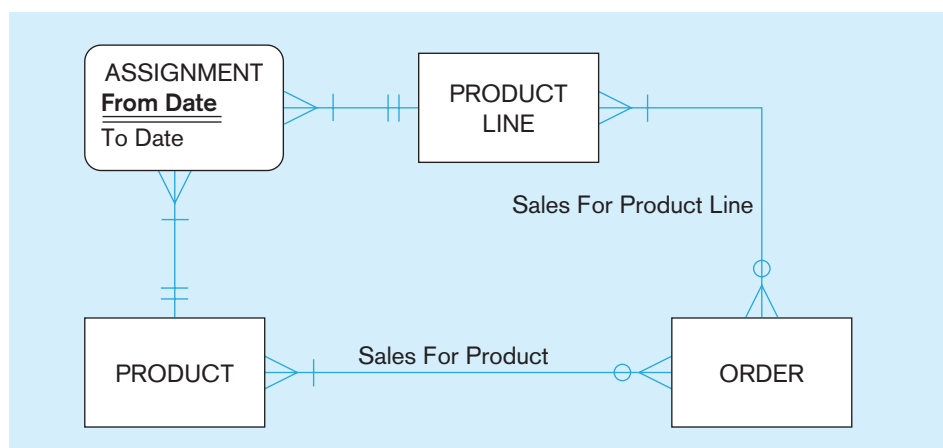 ASSIGNMENT
From Date
To Date
PRODUCT
LINE
Sales For Product Line
PRODUCT
Sales For Product
ORDER